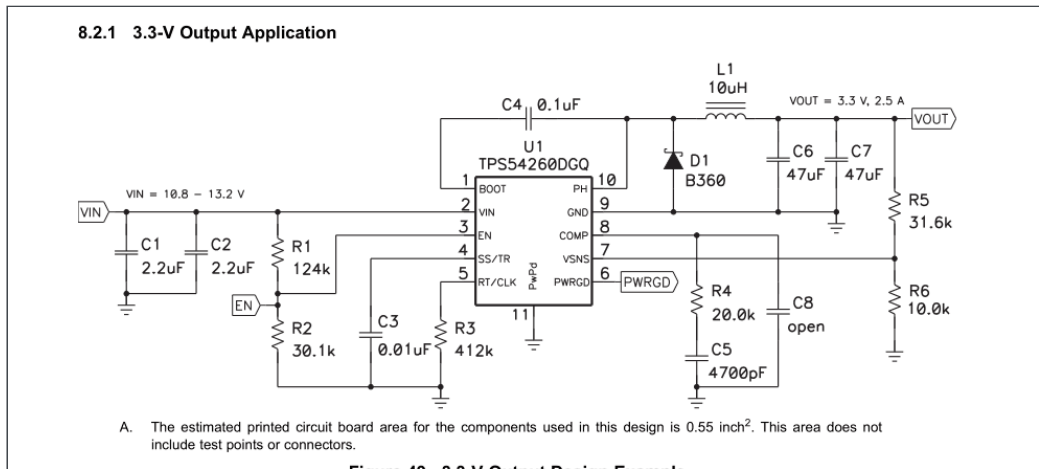 8.2.1 3.3-V Output Application
L1
10uH
C4 0.1uF
VOUT = 3.3 V, 2.5 A
VOUT
U1
TPS54260DGQ
C6
47uF
C7
47uF
D1
B360
1 BOOT
PH 10
VIN = 10.8 – 13.2 V
VIN
2 VIN
GND 9
R5
31.6k
3 EN
COMP 8
C1
2.2uF
C2
2.2uF
R1
124k
4 SS/TR
VSNS 7
5 RT/CLK
PwPd
PWRGD 6
PWRGD
11
EN
R4
20.0k
C8
open
R6
10.0k
R2
30.1k
C3
0.01uF
R3
412k
C5
4700pF
A. The estimated printed circuit board area for the components used in this design is 0.55 inch². This area does not
include test points or connectors.